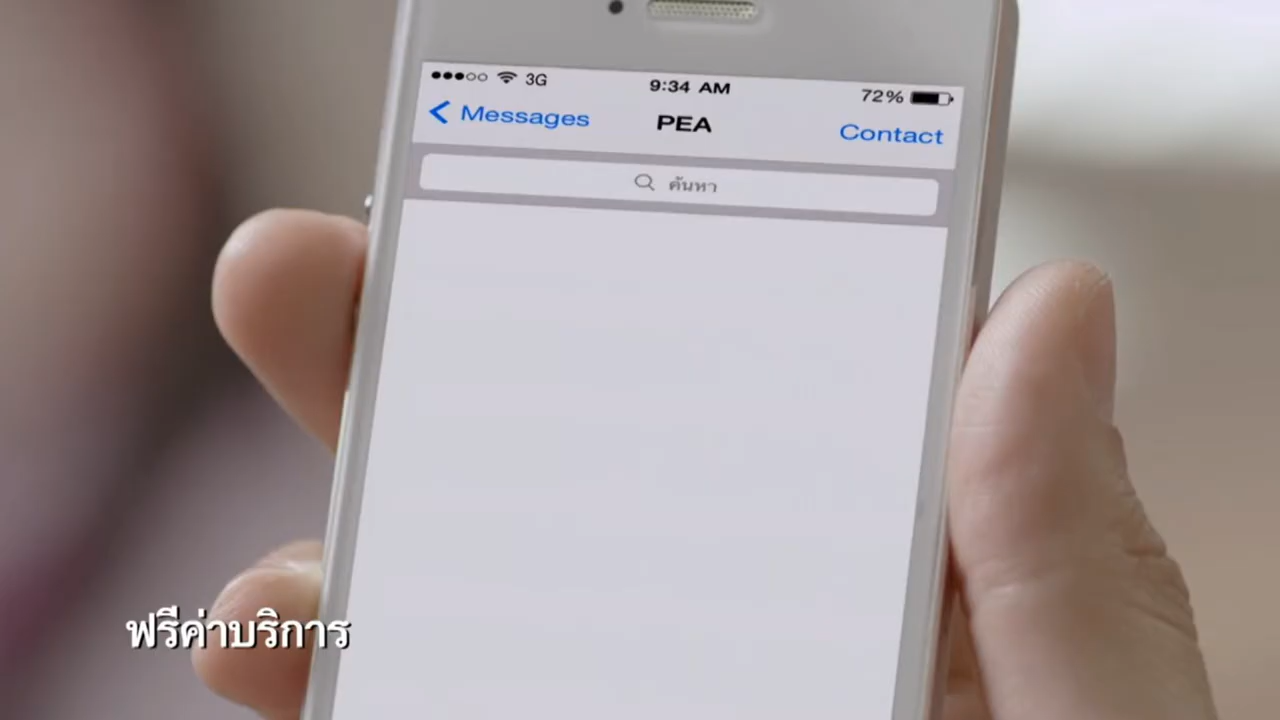 3G 9:34 AM 72%
Messages PEA Contact
ค้นหา
ฟรีค่าบริการ